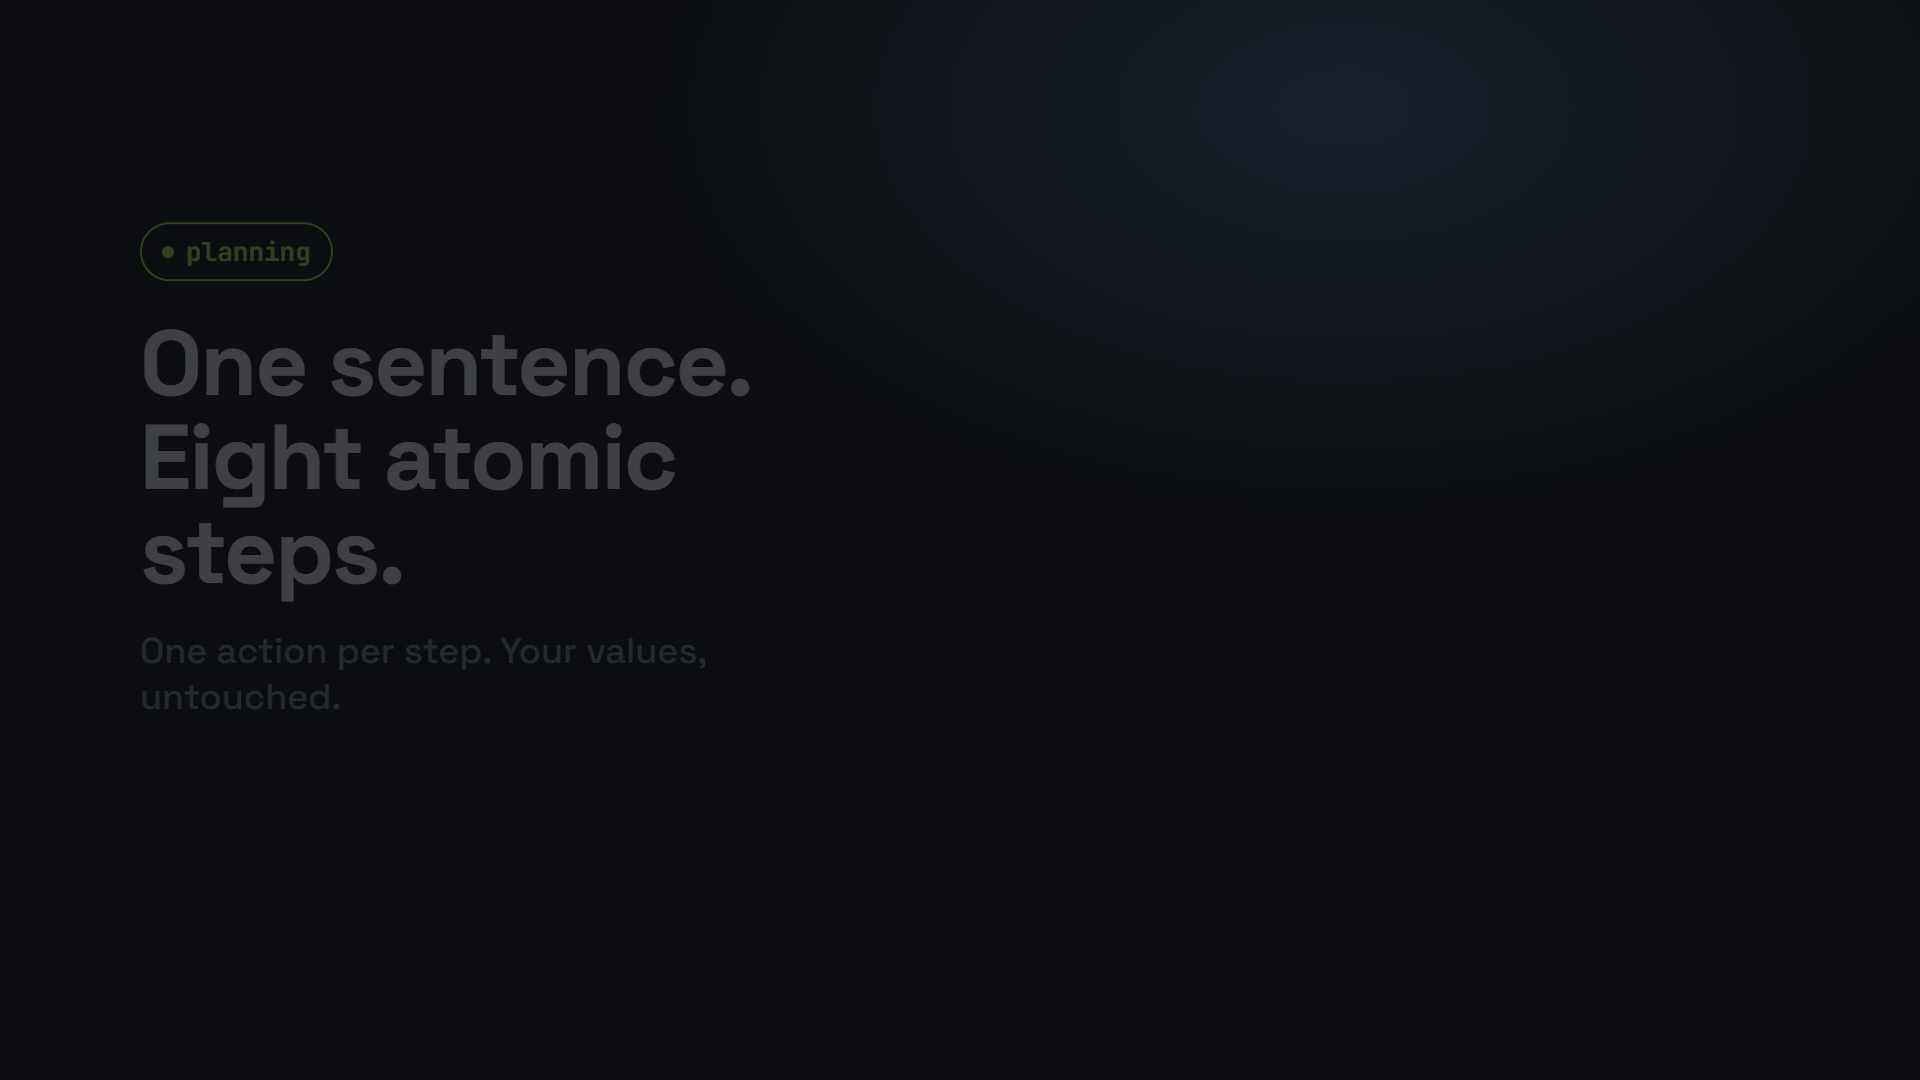 planning
One sentence.
Eight atomic
steps.
One action per step. Your values,
untouched.